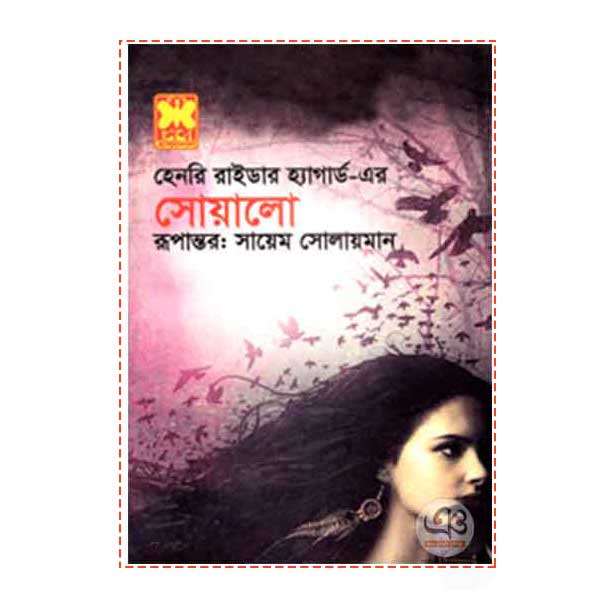 হেনরি রাইডার হ্যাগার্ড-এর
সোয়ালো
রূপান্তর: সায়েম সোলায়মান